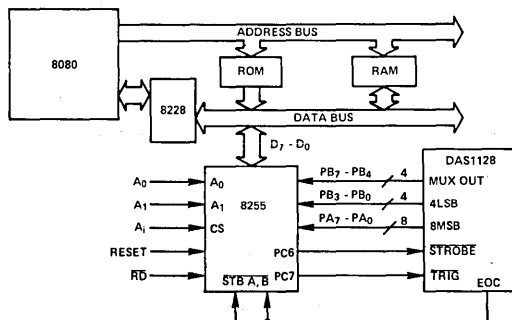 ADDRESS BUS
8080
ROM
RAM
8228
DATA BUS
D7 - D0
DAS1128
A0
A0
PB7 - PB4
4
MUX OUT
A1
A1
8255
PB3 - PB0
4
4LSB
Ai
CS
PA7 - PA0
8
8MSB
RESET
PC6
STROBE
RD
STB A, B
PC7
TRIG
EOC